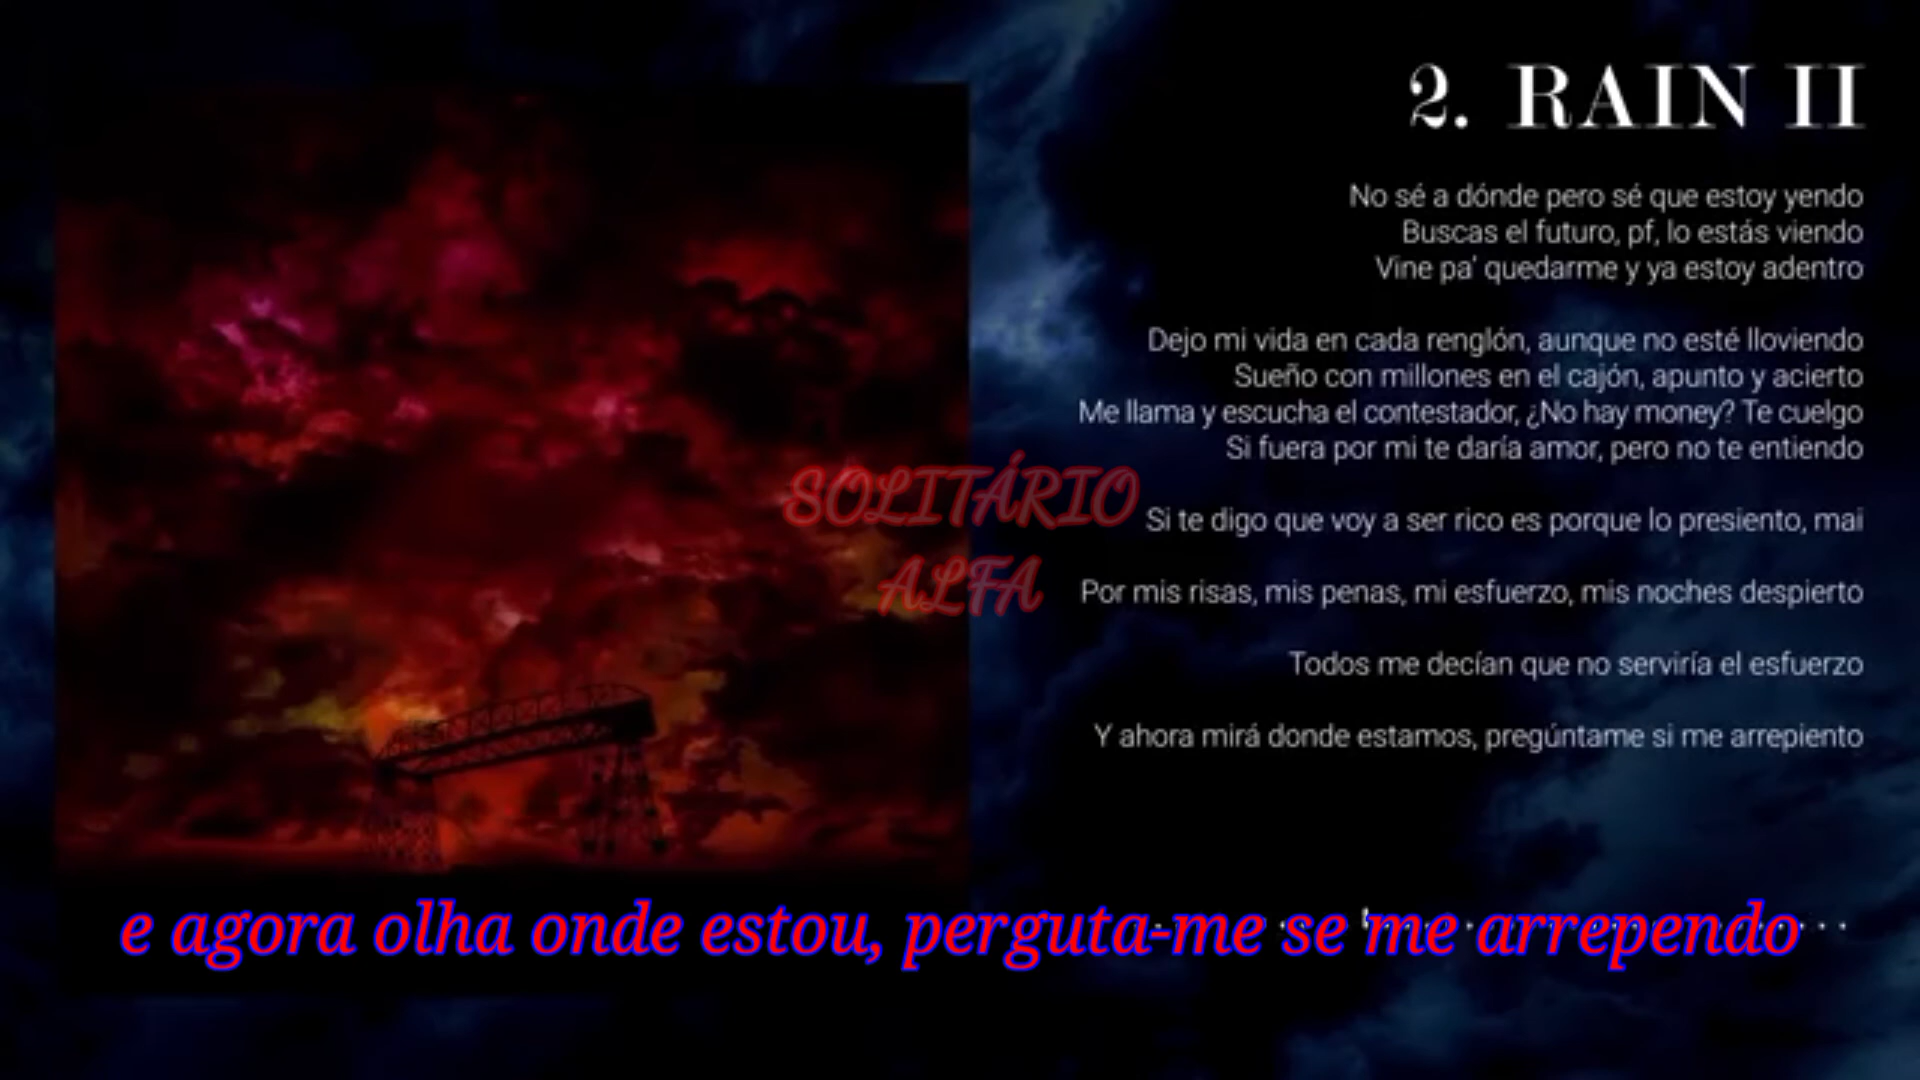 2. RAIN II
No sé a dónde pero sé que estoy yendo
Buscas el futuro, pf, lo estás viendo
Vine pa' quedarme y ya estoy adentro
Dejo mi vida en cada renglón, aunque no esté lloviendo
Sueño con millones en el cajón, apunto y acierto
Me llama y escucha el contestador, ¿No hay money? Te cuelgo
Si fuera por mi te daría amor, pero no te entiendo
SOLITÁRIO
ALFA
Si te digo que voy a ser rico es porque lo presiento, mai
Por mis risas, mis penas, mi esfuerzo, mis noches despierto
Todos me decían que no serviría el esfuerzo
Y ahora mirá donde estamos, pregúntame si me arrepiento
e agora olha onde estou, perguta-me se me arrependo